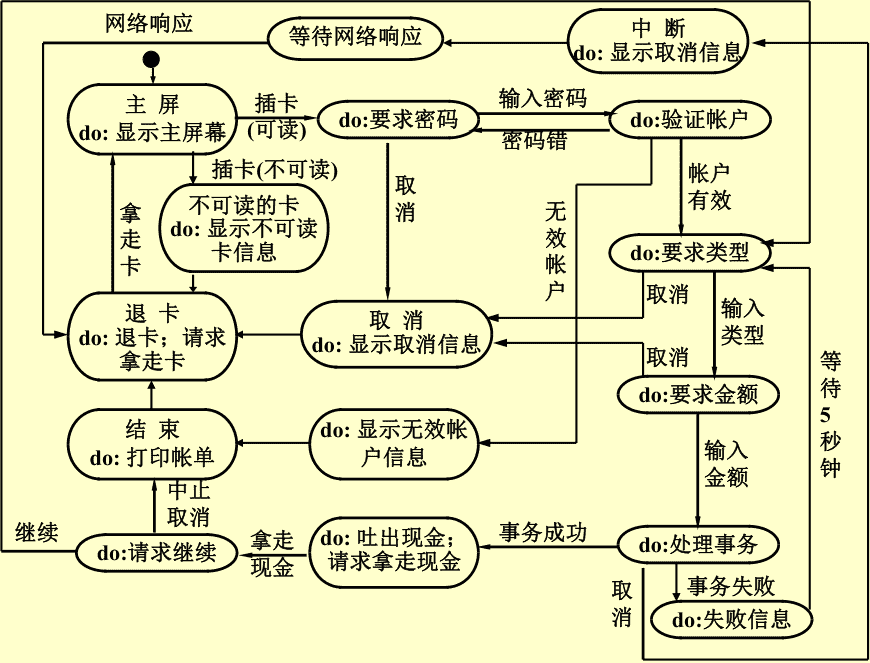 网络响应
等待网络响应
中 断
do: 显示取消信息
主 屏
do: 显示主屏幕
插卡
(可读)
do:要求密码
输入密码
密码错
do:验证帐户
插卡(不可读)
不可读的卡
do: 显示不可读
卡信息
取
消
无
效
帐
户
帐户
有效
拿
走
卡
do:要求类型
退 卡
do: 退卡；请求
拿走卡
取 消
do: 显示取消信息
取消
输入
类型
取消
do:要求金额
等
待
5
秒
钟
结 束
do: 打印帐单
do: 显示无效帐
户信息
输入
金额
中止
取消
继续
do:请求继续
拿走
现金
do: 吐出现金；
请求拿走现金
事务成功
do:处理事务
取
消
事务失败
do:失败信息